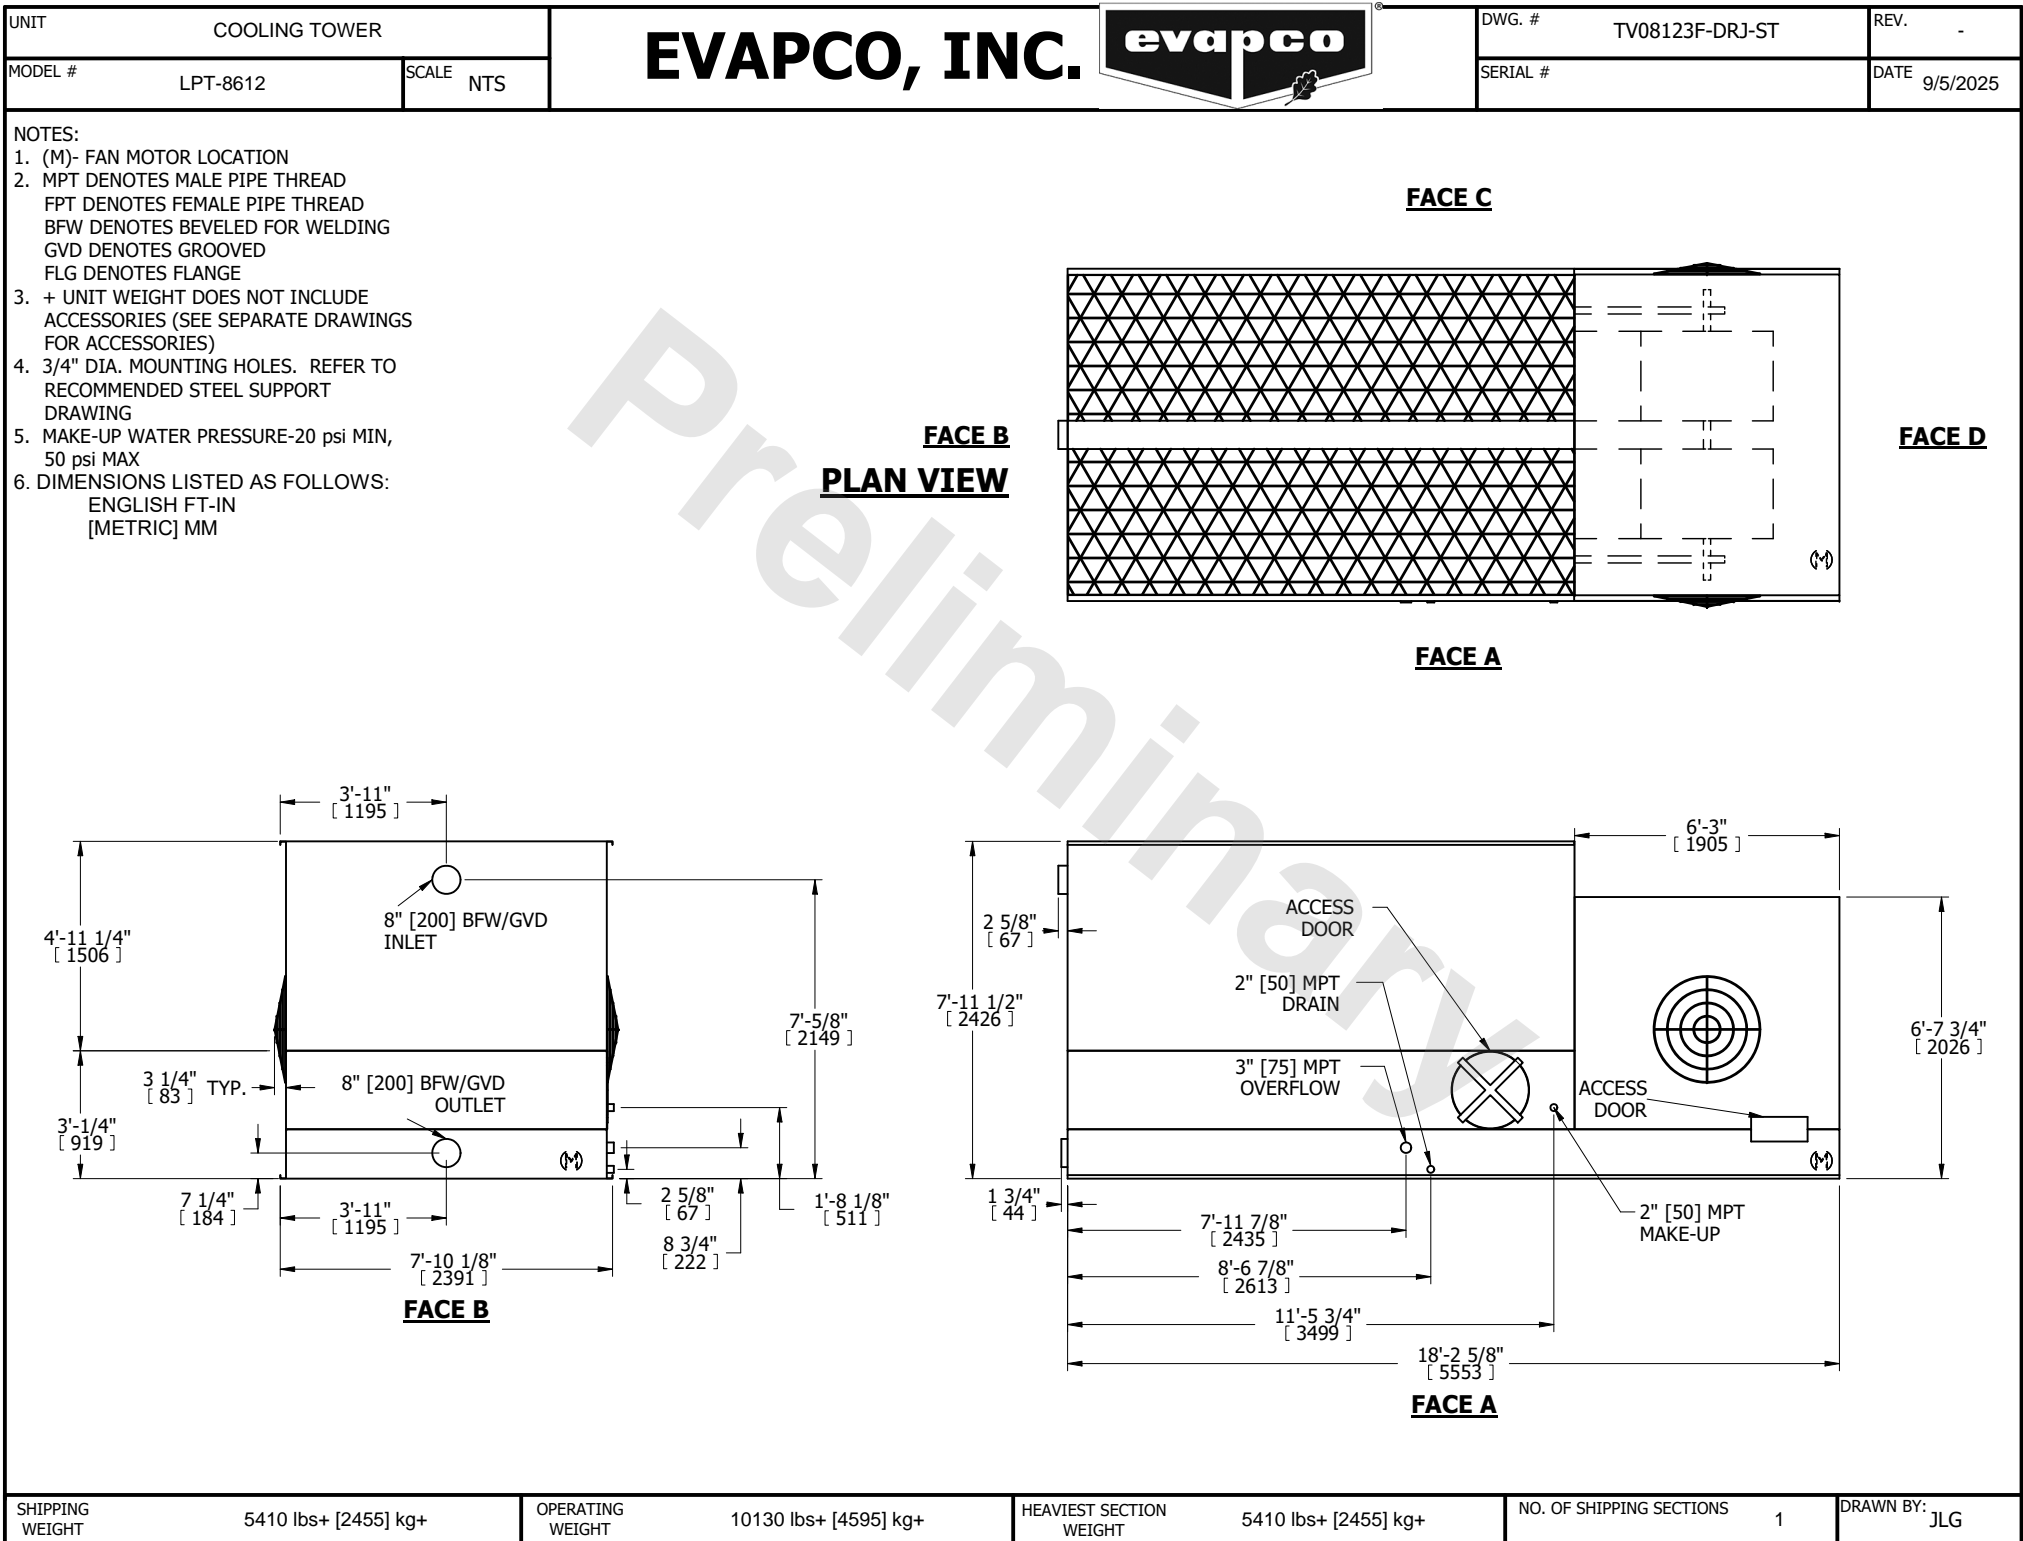 UNIT
COOLING TOWER
MODEL #
LPT-8612
SCALE
NTS
EVAPCO, INC.
evapco
®
DWG. #
TV08123F-DRJ-ST
REV.
-
SERIAL #
DATE
9/5/2025
NOTES:
1. (M)- FAN MOTOR LOCATION
2. MPT DENOTES MALE PIPE THREAD
FPT DENOTES FEMALE PIPE THREAD
BFW DENOTES BEVELED FOR WELDING
GVD DENOTES GROOVED
FLG DENOTES FLANGE
3. + UNIT WEIGHT DOES NOT INCLUDE
ACCESSORIES (SEE SEPARATE DRAWINGS
FOR ACCESSORIES)
4. 3/4" DIA. MOUNTING HOLES. REFER TO
RECOMMENDED STEEL SUPPORT
DRAWING
5. MAKE-UP WATER PRESSURE-20 psi MIN,
50 psi MAX
6. DIMENSIONS LISTED AS FOLLOWS:
ENGLISH FT-IN
[METRIC] MM
Preliminary
FACE C
FACE B
PLAN VIEW
FACE D
(M)
FACE A
3'-11"
[ 1195 ]
8" [200] BFW/GVD
INLET
4'-11 1/4"
[ 1506 ]
7'-5/8"
[ 2149 ]
3 1/4"
[ 83 ]
TYP.
8" [200] BFW/GVD
OUTLET
3'-1/4"
[ 919 ]
(M)
7 1/4"
[ 184 ]
3'-11"
[ 1195 ]
2 5/8"
[ 67 ]
1'-8 1/8"
[ 511 ]
8 3/4"
[ 222 ]
7'-10 1/8"
[ 2391 ]
FACE B
6'-3"
[ 1905 ]
2 5/8"
[ 67 ]
ACCESS
DOOR
2" [50] MPT
DRAIN
7'-11 1/2"
[ 2426 ]
6'-7 3/4"
[ 2026 ]
3" [75] MPT
OVERFLOW
ACCESS
DOOR
(M)
1 3/4"
[ 44 ]
2" [50] MPT
MAKE-UP
7'-11 7/8"
[ 2435 ]
8'-6 7/8"
[ 2613 ]
11'-5 3/4"
[ 3499 ]
18'-2 5/8"
[ 5553 ]
FACE A
SHIPPING
WEIGHT
5410 lbs+ [2455] kg+
OPERATING
WEIGHT
10130 lbs+ [4595] kg+
HEAVIEST SECTION
WEIGHT
5410 lbs+ [2455] kg+
NO. OF SHIPPING SECTIONS
1
DRAWN BY:
JLG